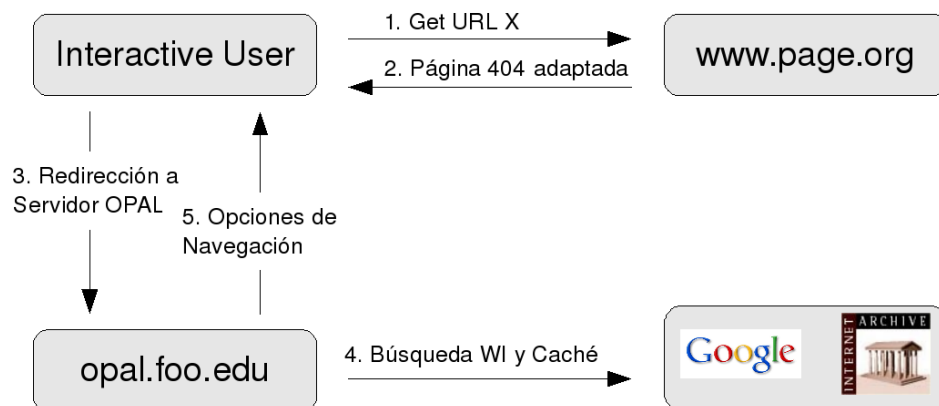 Interactive User
1. Get URL X
2. Página 404 adaptada
www.page.org
3. Redirección a
Servidor OPAL
5. Opciones de
Navegación
opal.foo.edu
4. Búsqueda WI y Caché
Google
INTERNET
ARCHIVE